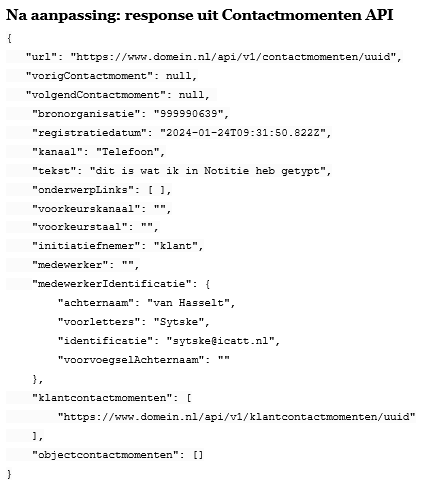 Na aanpassing: response uit Contactmomenten API
{
"url": "https://www.domein.nl/api/v1/contactmomenten/uuid",
"vorigContactmoment": null,
"volgendContactmoment": null,
"bronorganisatie": "999990639",
"registratiedatum": "2024-01-24T09:31:50.822Z",
"kanaal": "Telefoon",
"tekst": "dit is wat ik in Notitie heb getypt",
"onderwerpLinks": [ ],
"voorkeurskanaal": "",
"voorkeurstaal": "",
"initiatiefnemer": "klant",
"medewerker": "",
"medewerkerIdentificatie": {
"achternaam": "van Hasselt",
"voorletters": "Sytske",
"identificatie": "sytske@icatt.nl",
"voorvoegselAchternaam": ""
},
"klantcontactmomenten": [
"https://www.domein.nl/api/v1/klantcontactmomenten/uuid"
],
"objectcontactmomenten": []
}